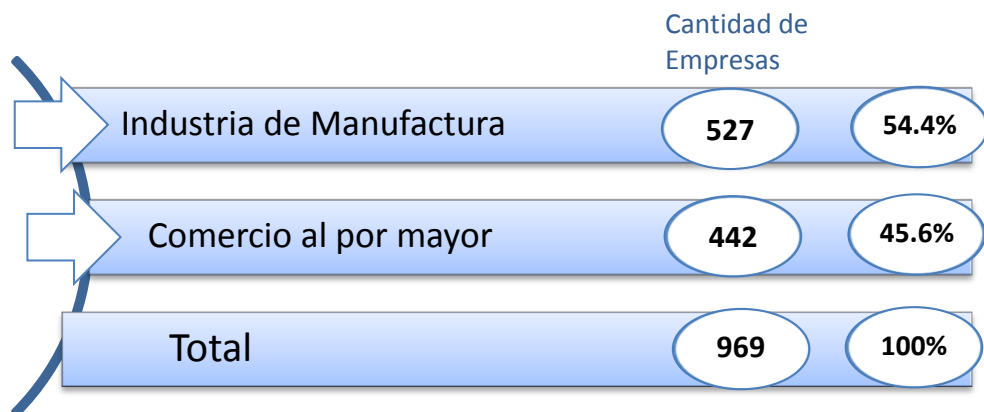 Cantidad de
Empresas
Industria de Manufactura 527 54.4%
Comercio al por mayor 442 45.6%
Total 969 100%